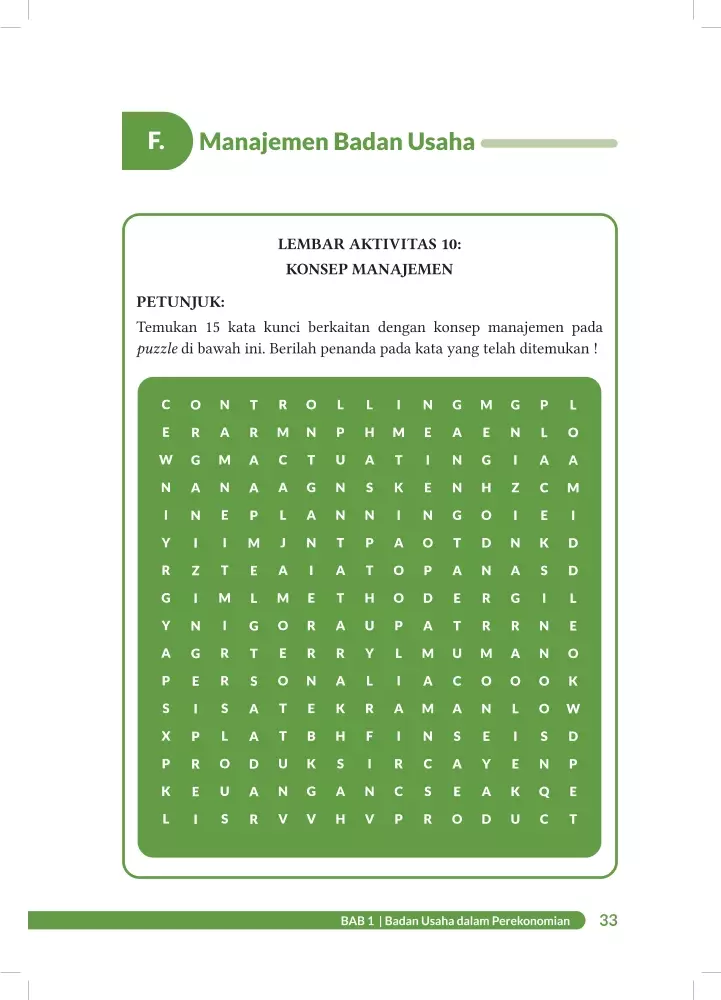 F.
Manajemen Badan Usaha
LEMBAR AKTIVITAS 10:
KONSEP MANAJEMEN
PETUNJUK:
Temukan 15 kata kunci berkaitan dengan konsep manajemen pada
puzzle di bawah ini. Berilah penanda pada kata yang telah ditemukan !
C O N T R O L L I N G M G P L
E R A R M N P H M E A E N L O
W G M A C T U A T I N G I A A
N A N A A G N S K E N H Z C M
I N E P L A N N I N G O I E I
Y I I M J N T P A O T D N K D
R Z T E A I A T O P A N A S D
G I M L M E T H O D E R G I L
Y N I G O R A U P A T R R N E
A G R T E R R Y L M U M A N O
P E R S O N A L I A C O O O K
S I S A T E K R A M A N L O W
X P L A T B H F I N S E I S D
P R O D U K S I R C A Y E N P
K E U A N G A N C S E A K Q E
L I S R V V H V P R O D U C T
BAB 1 | Badan Usaha dalam Perekonomian 33